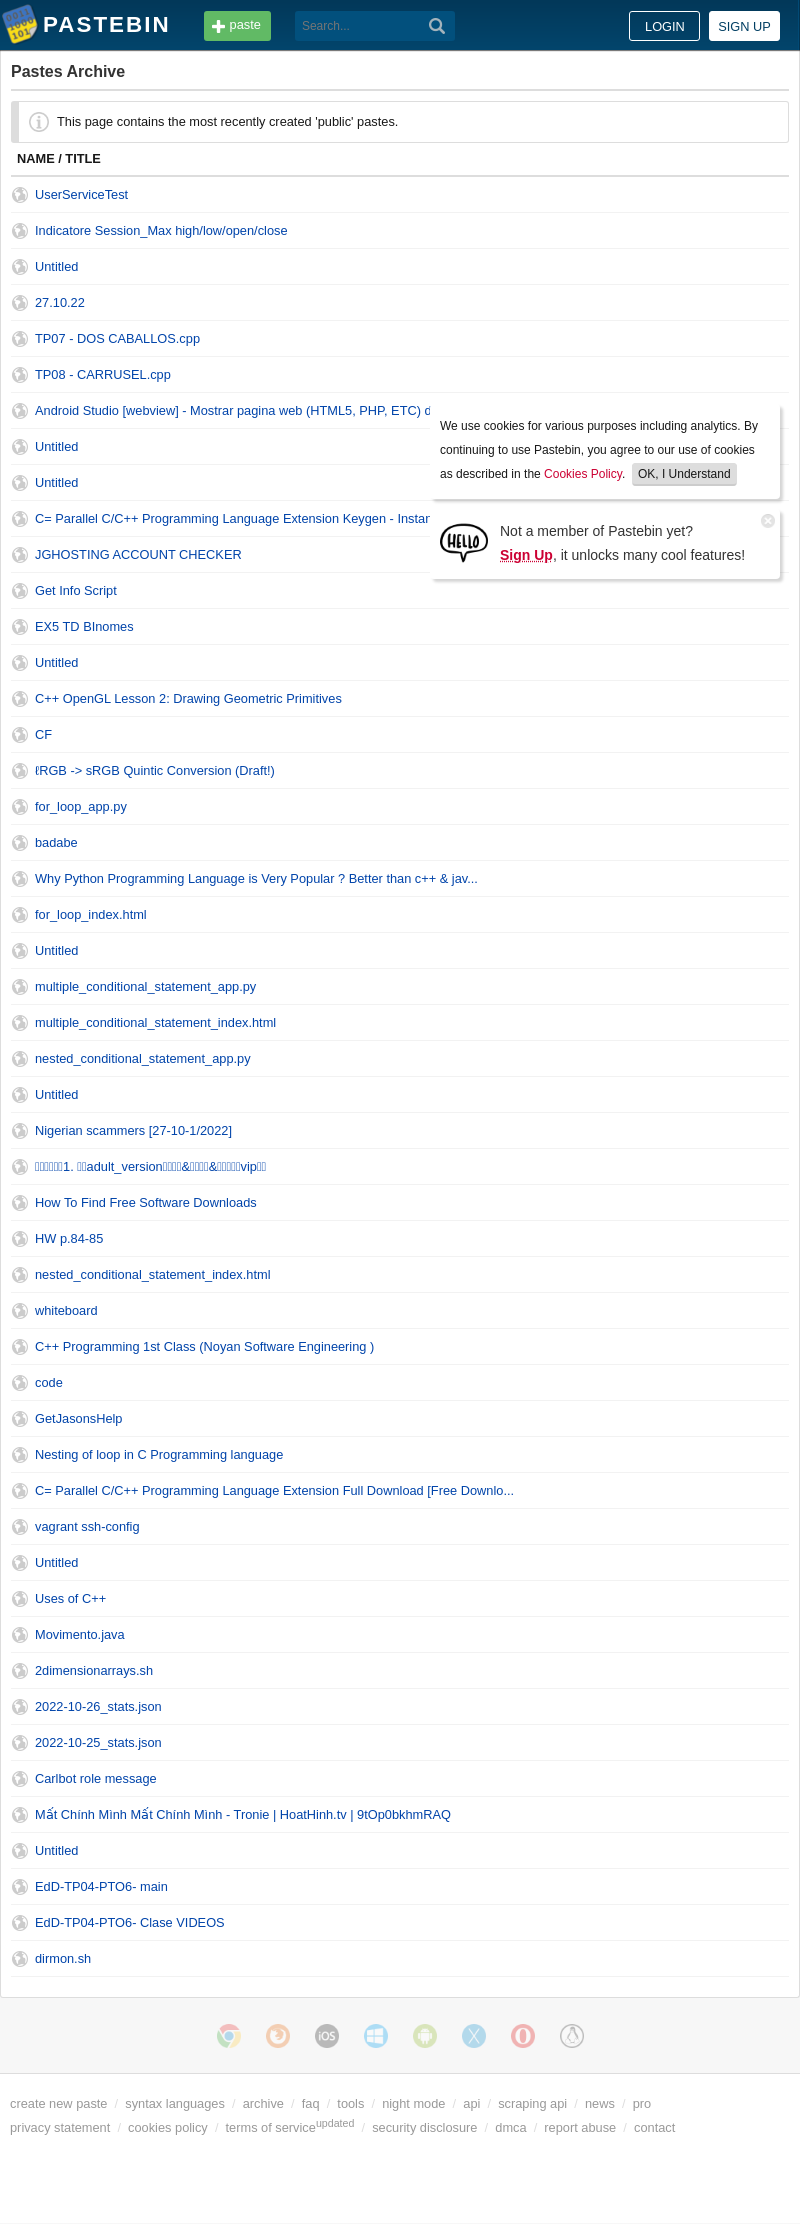 PASTEBIN
paste
Search...
LOGIN
SIGN UP
Pastes Archive
This page contains the most recently created 'public' pastes.
NAME / TITLE
UserServiceTest
Indicatore Session_Max high/low/open/close
Untitled
27.10.22
TP07 - DOS CABALLOS.cpp
TP08 - CARRUSEL.cpp
Android Studio [webview] - Mostrar pagina web (HTML5, PHP, ETC) d
Untitled
Untitled
C= Parallel C/C++ Programming Language Extension Keygen - Instan
JGHOSTING ACCOUNT CHECKER
We use cookies for various purposes including analytics. By
continuing to use Pastebin, you agree to our use of cookies
as described in the Cookies Policy. OK, I Understand
HELLO
Not a member of Pastebin yet?
Sign Up, it unlocks many cool features!
Get Info Script
EX5 TD BInomes
Untitled
C++ OpenGL Lesson 2: Drawing Geometric Primitives
CF
ℓRGB -> sRGB Quintic Conversion (Draft!)
for_loop_app.py
badabe
Why Python Programming Language is Very Popular ? Better than c++ & jav...
for_loop_index.html
Untitled
multiple_conditional_statement_app.py
multiple_conditional_statement_index.html
nested_conditional_statement_app.py
Untitled
Nigerian scammers [27-10-1/2022]
1. adult_version&&vip
How To Find Free Software Downloads
HW p.84-85
nested_conditional_statement_index.html
whiteboard
C++ Programming 1st Class (Noyan Software Engineering )
code
GetJasonsHelp
Nesting of loop in C Programming language
C= Parallel C/C++ Programming Language Extension Full Download [Free Downlo...
vagrant ssh-config
Untitled
Uses of C++
Movimento.java
2dimensionarrays.sh
2022-10-26_stats.json
2022-10-25_stats.json
Carlbot role message
Mất Chính Mình Mất Chính Mình - Tronie | HoatHinh.tv | 9tOp0bkhmRAQ
Untitled
EdD-TP04-PTO6- main
EdD-TP04-PTO6- Clase VIDEOS
dirmon.sh
iOS
create new paste / syntax languages / archive / faq / tools / night mode / api / scraping api / news / pro
privacy statement / cookies policy / terms of service updated / security disclosure / dmca / report abuse / contact